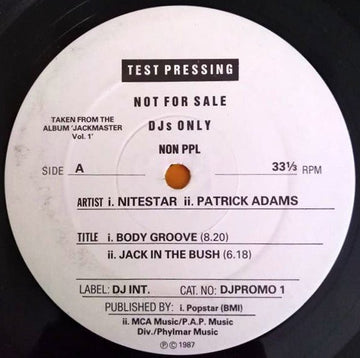 TEST PRESSING
NOT FOR SALE
TAKEN FROM THE
ALBUM 'JACKMASTER
Vol. 1'
DJs ONLY
NON PPL
SIDE A 33⅓ RPM
ARTIST i. NITESTAR ii. PATRICK ADAMS
TITLE i. BODY GROOVE (8.20)
ii. JACK IN THE BUSH (6.18)
LABEL: DJ INT. CAT. NO: DJPROMO 1
PUBLISHED BY: i. Popstar (BMI)
ii. MCA Music/P.A.P. Music
Div./Phylmar Music
℗ © 1987